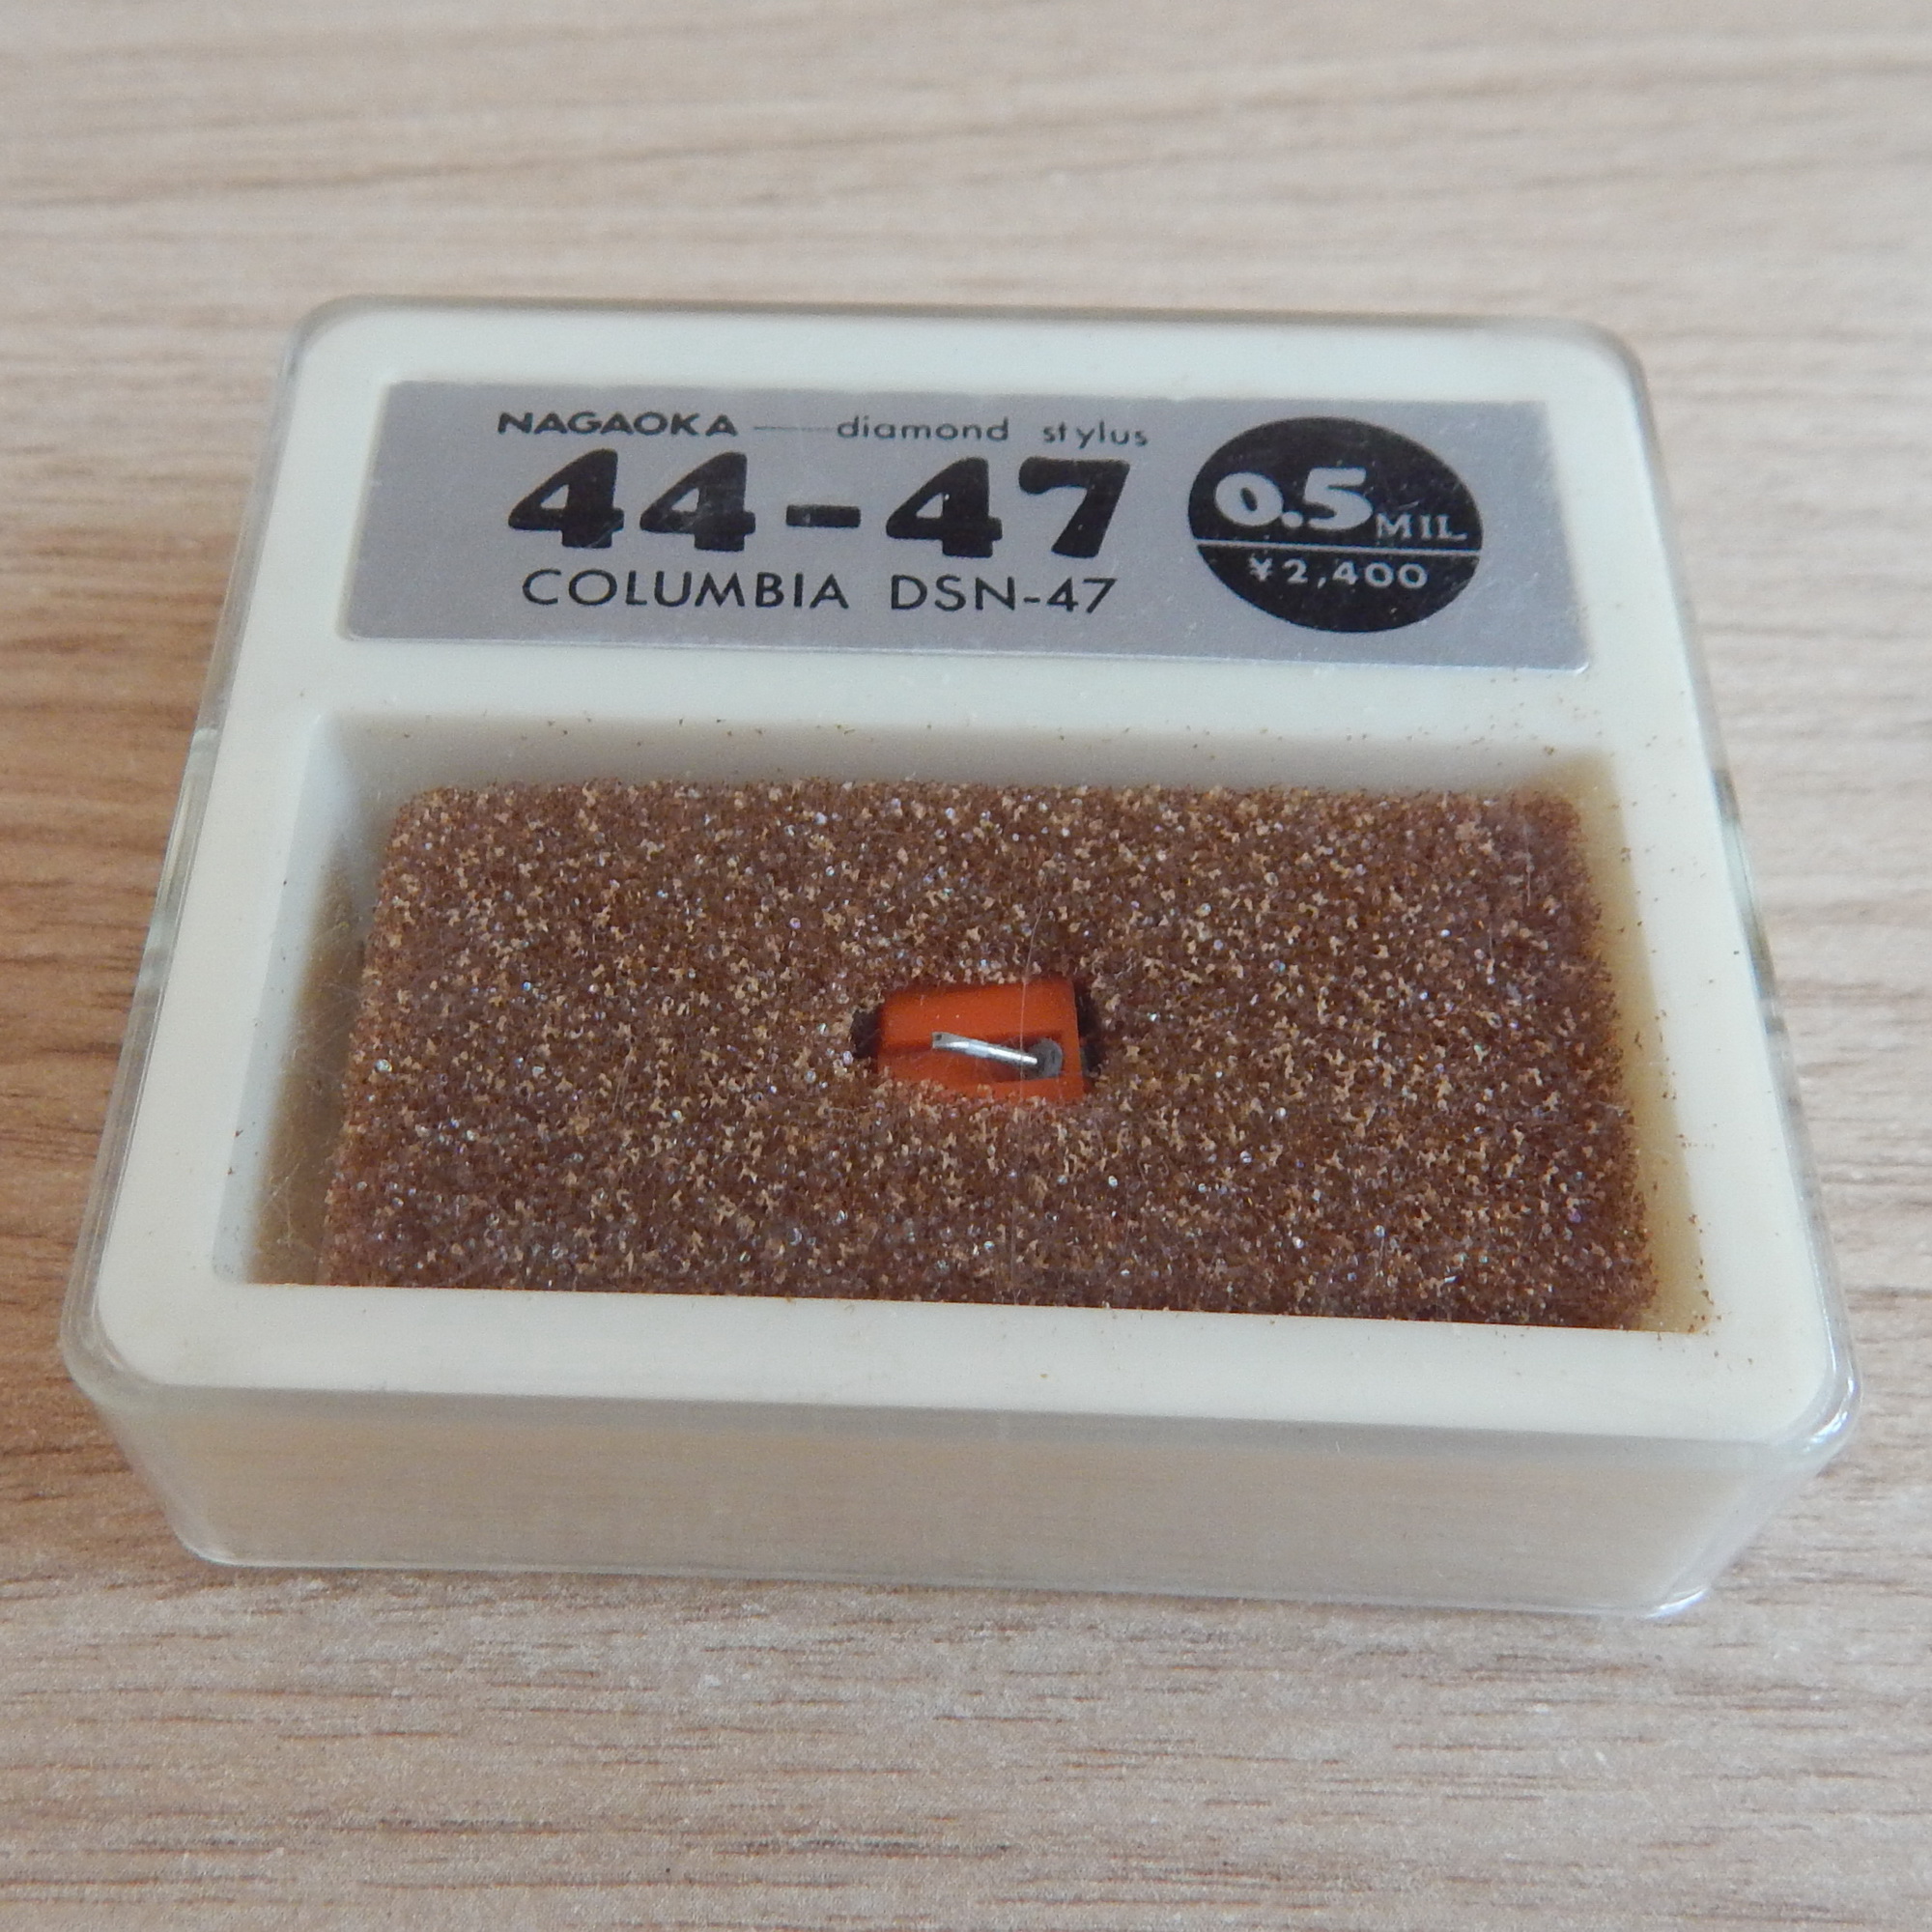 NAGAOKA — diamond stylus
44-47
COLUMBIA DSN-47
0.5 MIL
¥2,400